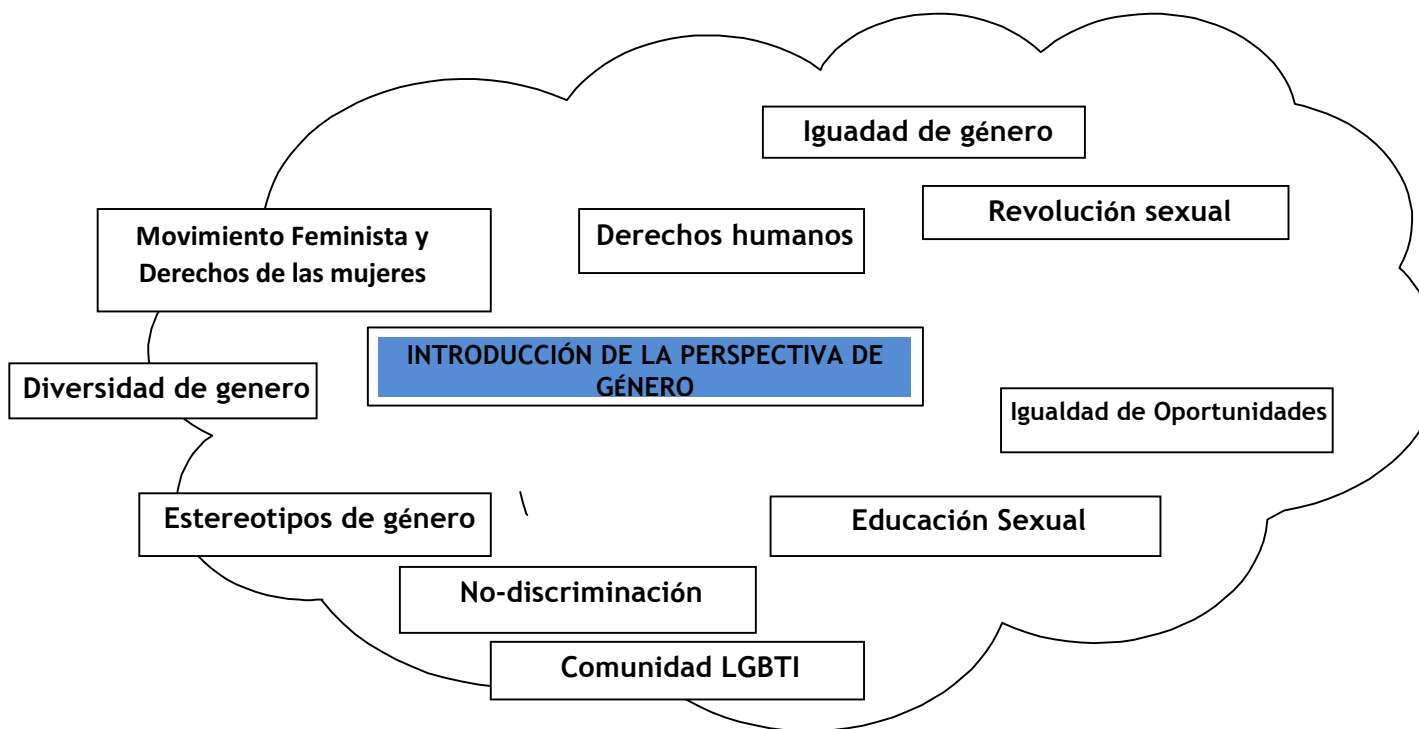 Iguadad de género
Revolución sexual
Movimiento Feminista y
Derechos de las mujeres
Derechos humanos
INTRODUCCIÓN DE LA PERSPECTIVA DE
GÉNERO
Diversidad de genero
Igualdad de Oportunidades
Estereotipos de género
Educación Sexual
No-discriminación
Comunidad LGBTI